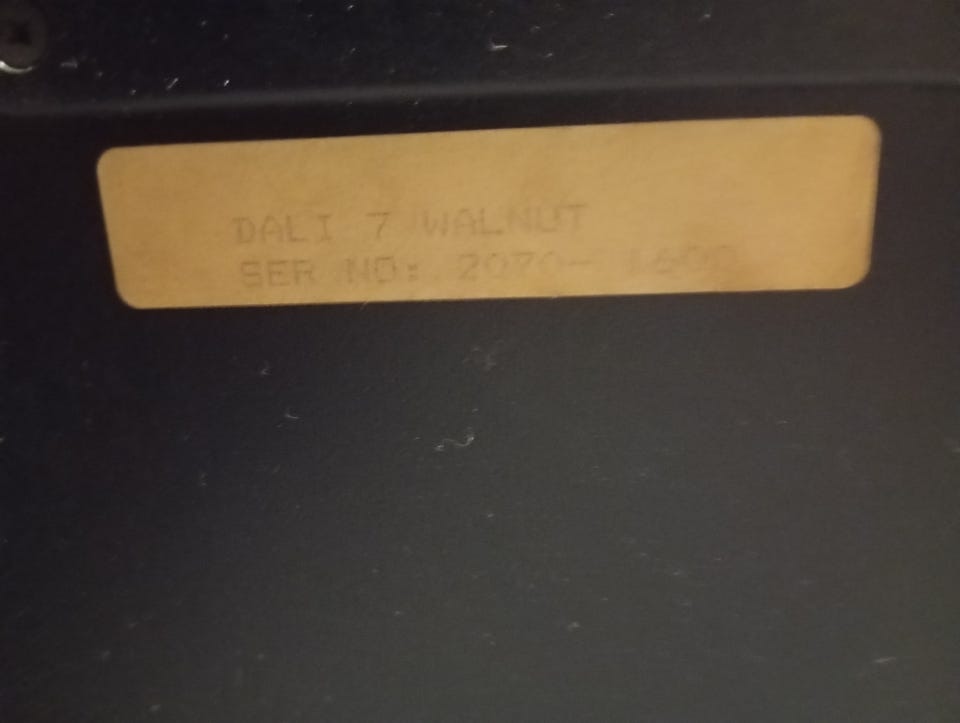 DALI 7 WALNUT
SER NO: 2070-